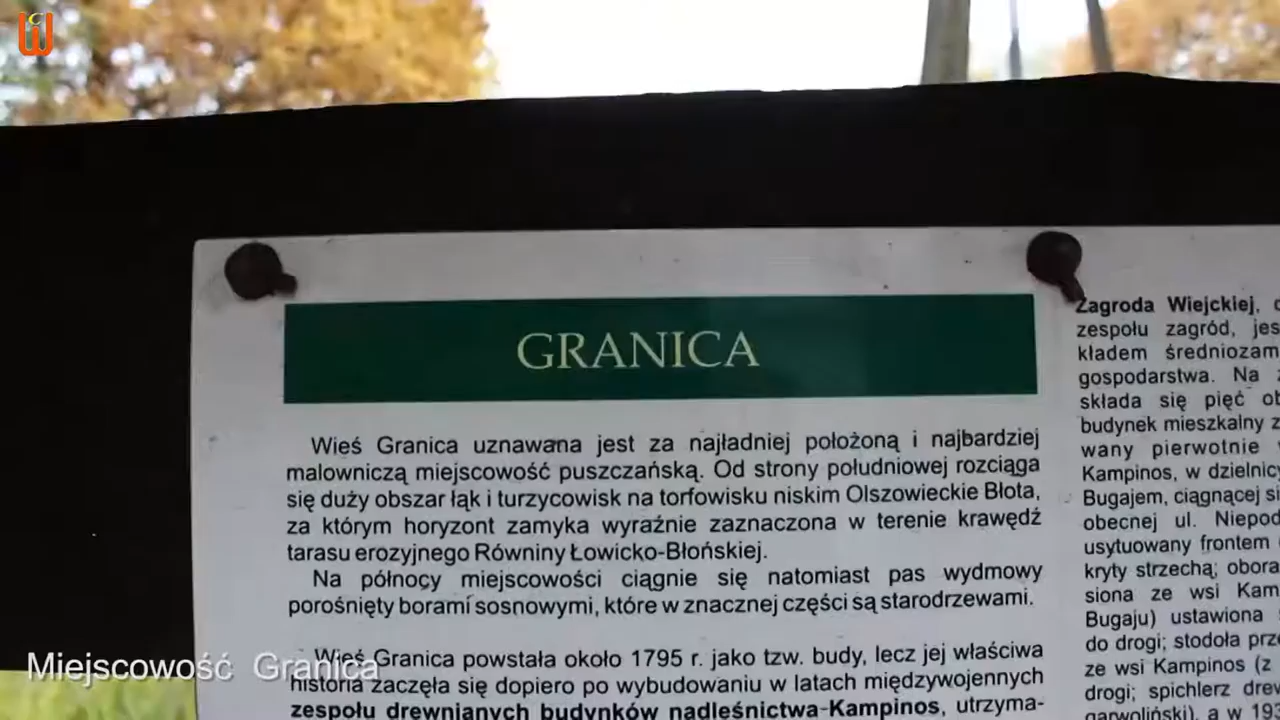 GRANICA
Wieś Granica uznawana jest za najładniej położoną i najbardziej
malowniczą miejscowość puszczańską. Od strony południowej rozciąga
się duży obszar łąk i turzycowisk na torfowisku niskim Olszowieckie Błota,
za którym horyzont zamyka wyraźnie zaznaczona w terenie krawędź
tarasu erozyjnego Równiny Łowicko-Błońskiej.
Na północy miejscowości ciągnie się natomiast pas wydmowy
porośnięty borami sosnowymi, które w znacznej części są starodrzewami.
Wieś Granica powstała około 1795 r. jako tzw. budy, lecz jej właściwa
historia zaczęła się dopiero po wybudowaniu w latach międzywojennych
zespołu drewnianych budynków nadleśnictwa Kampinos, utrzyma-
Zagroda Wiejckiej,
zespołu zagród, jes
kładem średniozam
gospodarstwa. Na
składa się pięć ob
budynek mieszkalny z
wany pierwotnie
Kampinos, w dzielnic
Bugajem, ciągnącej si
obecnej ul. Niepod
usytuowany frontem
kryty strzechą; obora
siona ze wsi Kam
Bugaju) ustawiona
do drogi; stodoła prze
ze wsi Kampinos (z
drogi; spichlerz drew
garwoliński), a w 193
Miejscowość Granica